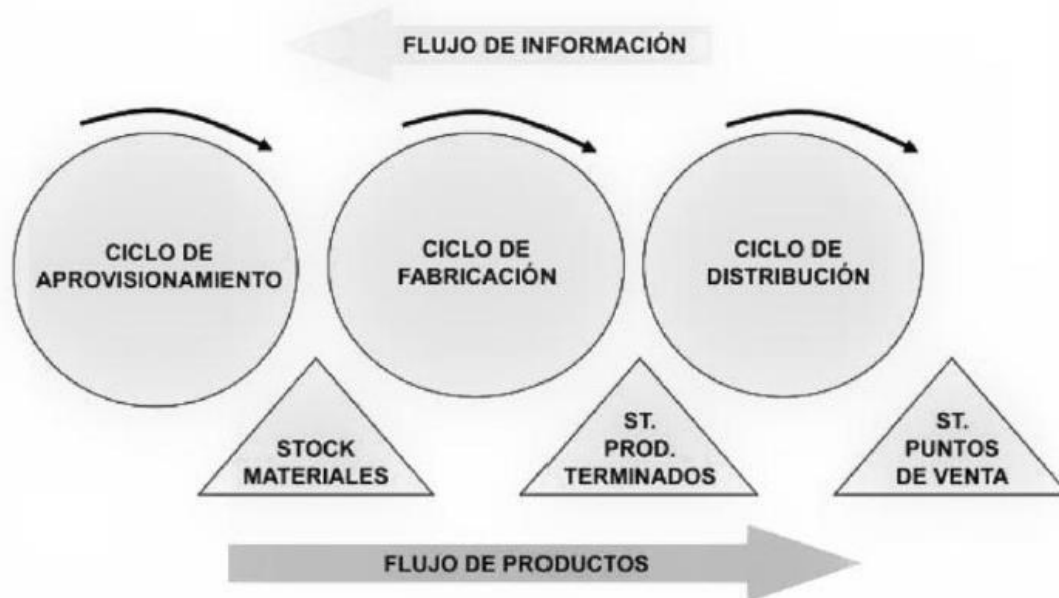 FLUJO DE INFORMACIÓN
CICLO DE
APROVISIONAMIENTO
CICLO DE
FABRICACIÓN
CICLO DE
DISTRIBUCIÓN
STOCK
MATERIALES
ST.
PROD.
TERMINADOS
ST.
PUNTOS
DE VENTA
FLUJO DE PRODUCTOS